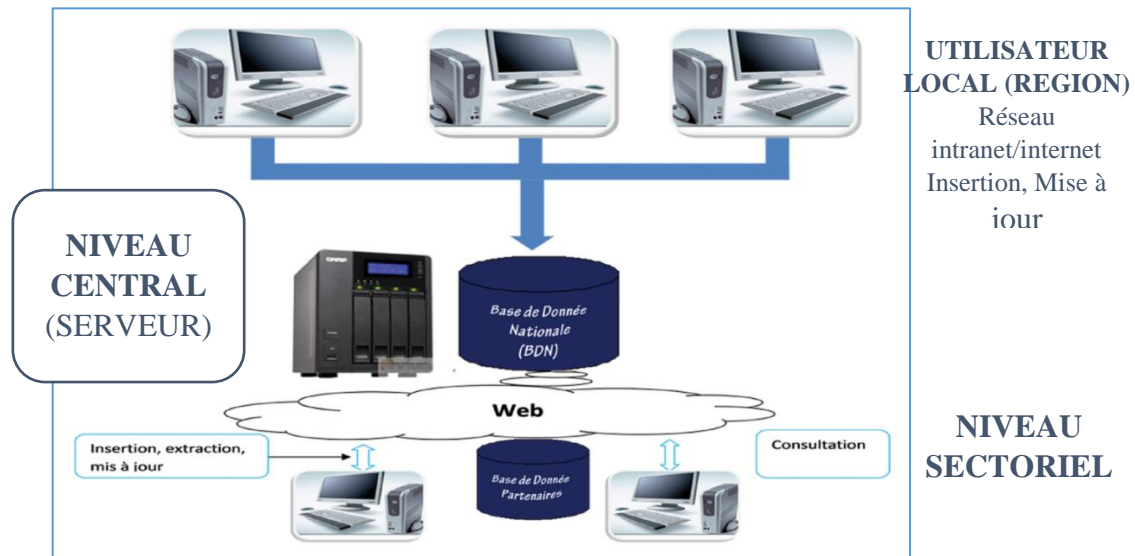 UTILISATEUR
LOCAL (REGION)
Réseau
intranet/internet
Insertion, Mise à
jour
NIVEAU
CENTRAL
(SERVEUR)
QNAP
Base de Donnée
Nationale
(BDN)
Web
Insertion, extraction,
mis à jour
Consultation
Base de Donnée
Partenaires
NIVEAU
SECTORIEL